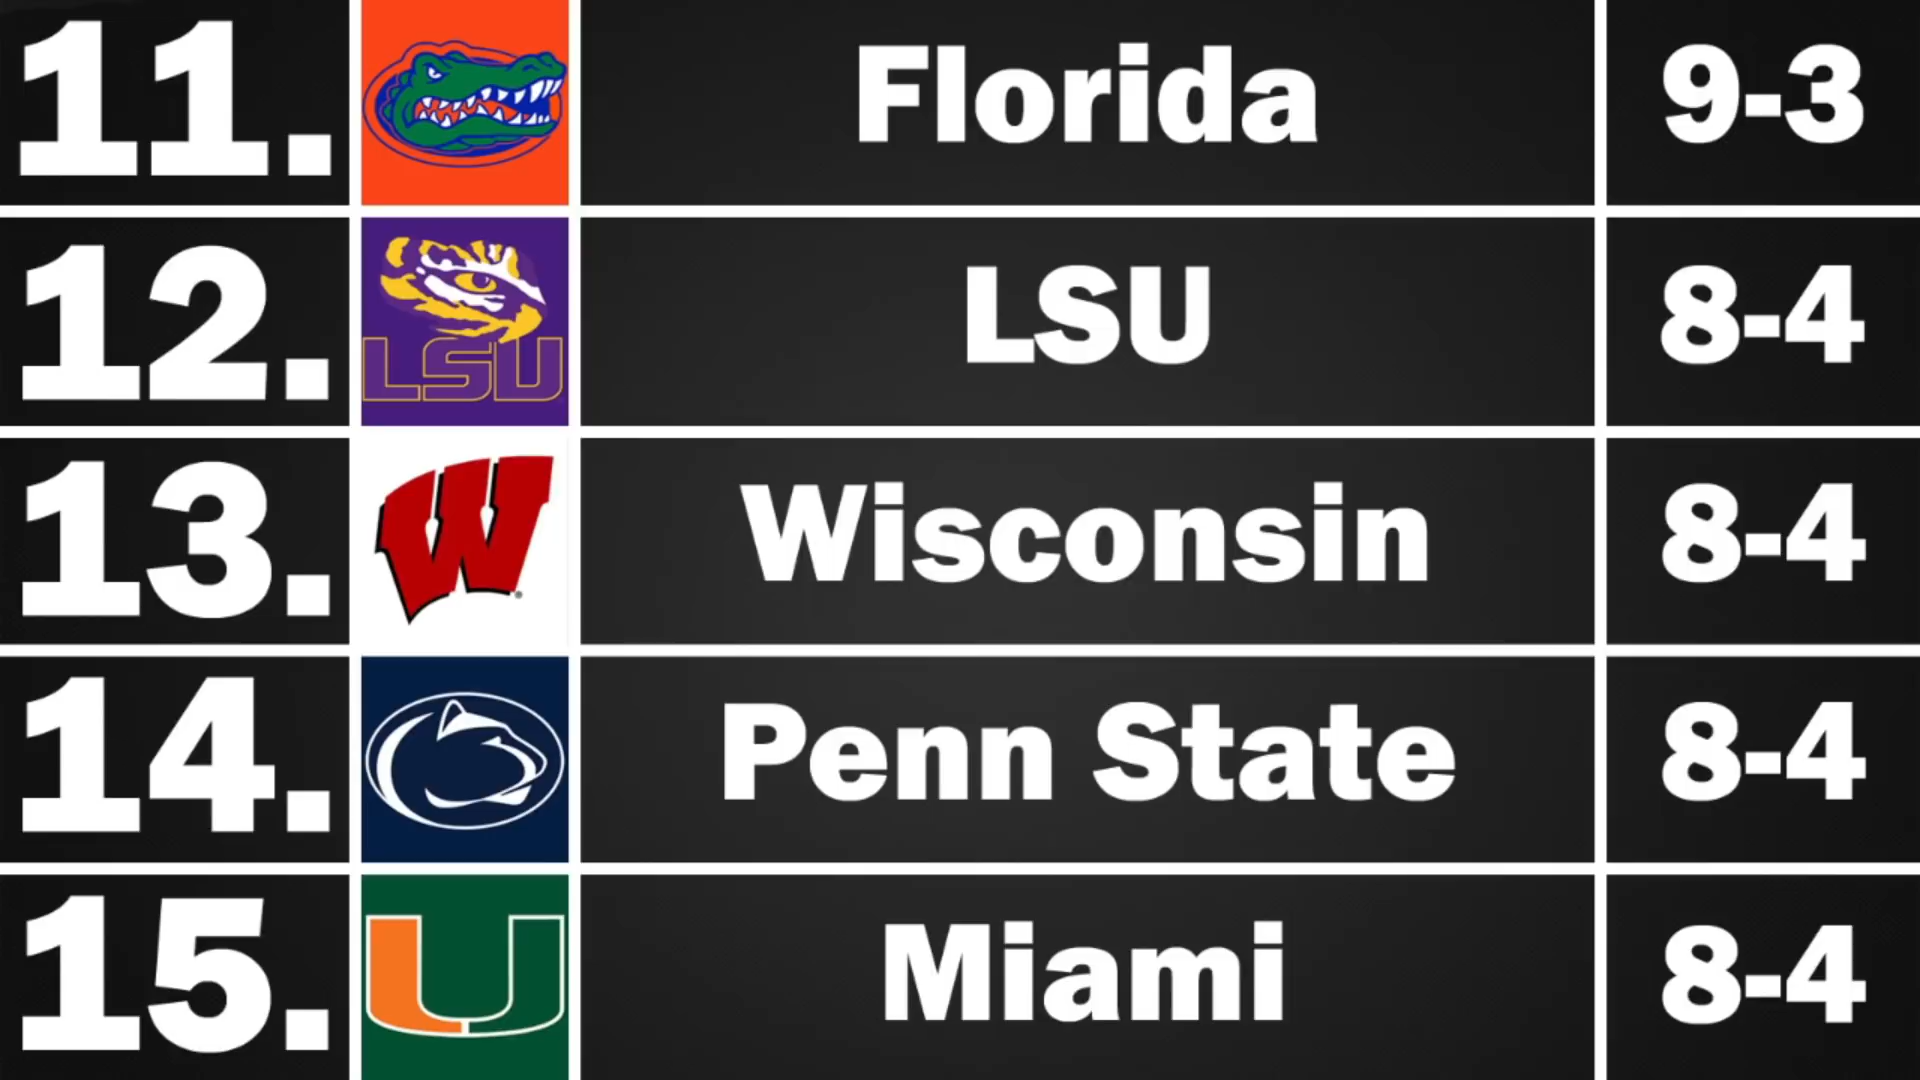 11. Florida 9-3
12. LSU LSU 8-4
13. W Wisconsin 8-4
14. Penn State 8-4
15. U Miami 8-4